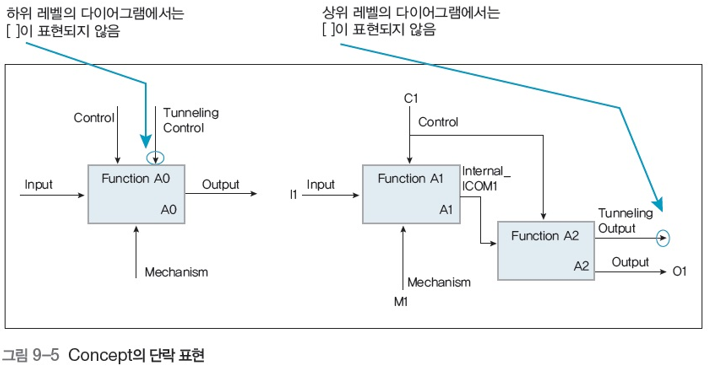 하위 레벨의 다이어그램에서는
[ ]이 표현되지 않음
상위 레벨의 다이어그램에서는
[ ]이 표현되지 않음
Control
Tunneling
Control
Input
Function A0
A0
Output
Mechanism
C1
Control
I1
Input
Function A1
A1
Internal_
ICOM1
Mechanism
M1
Function A2
A2
Tunneling
Output
Output
O1
그림 9-5 Concept의 단락 표현